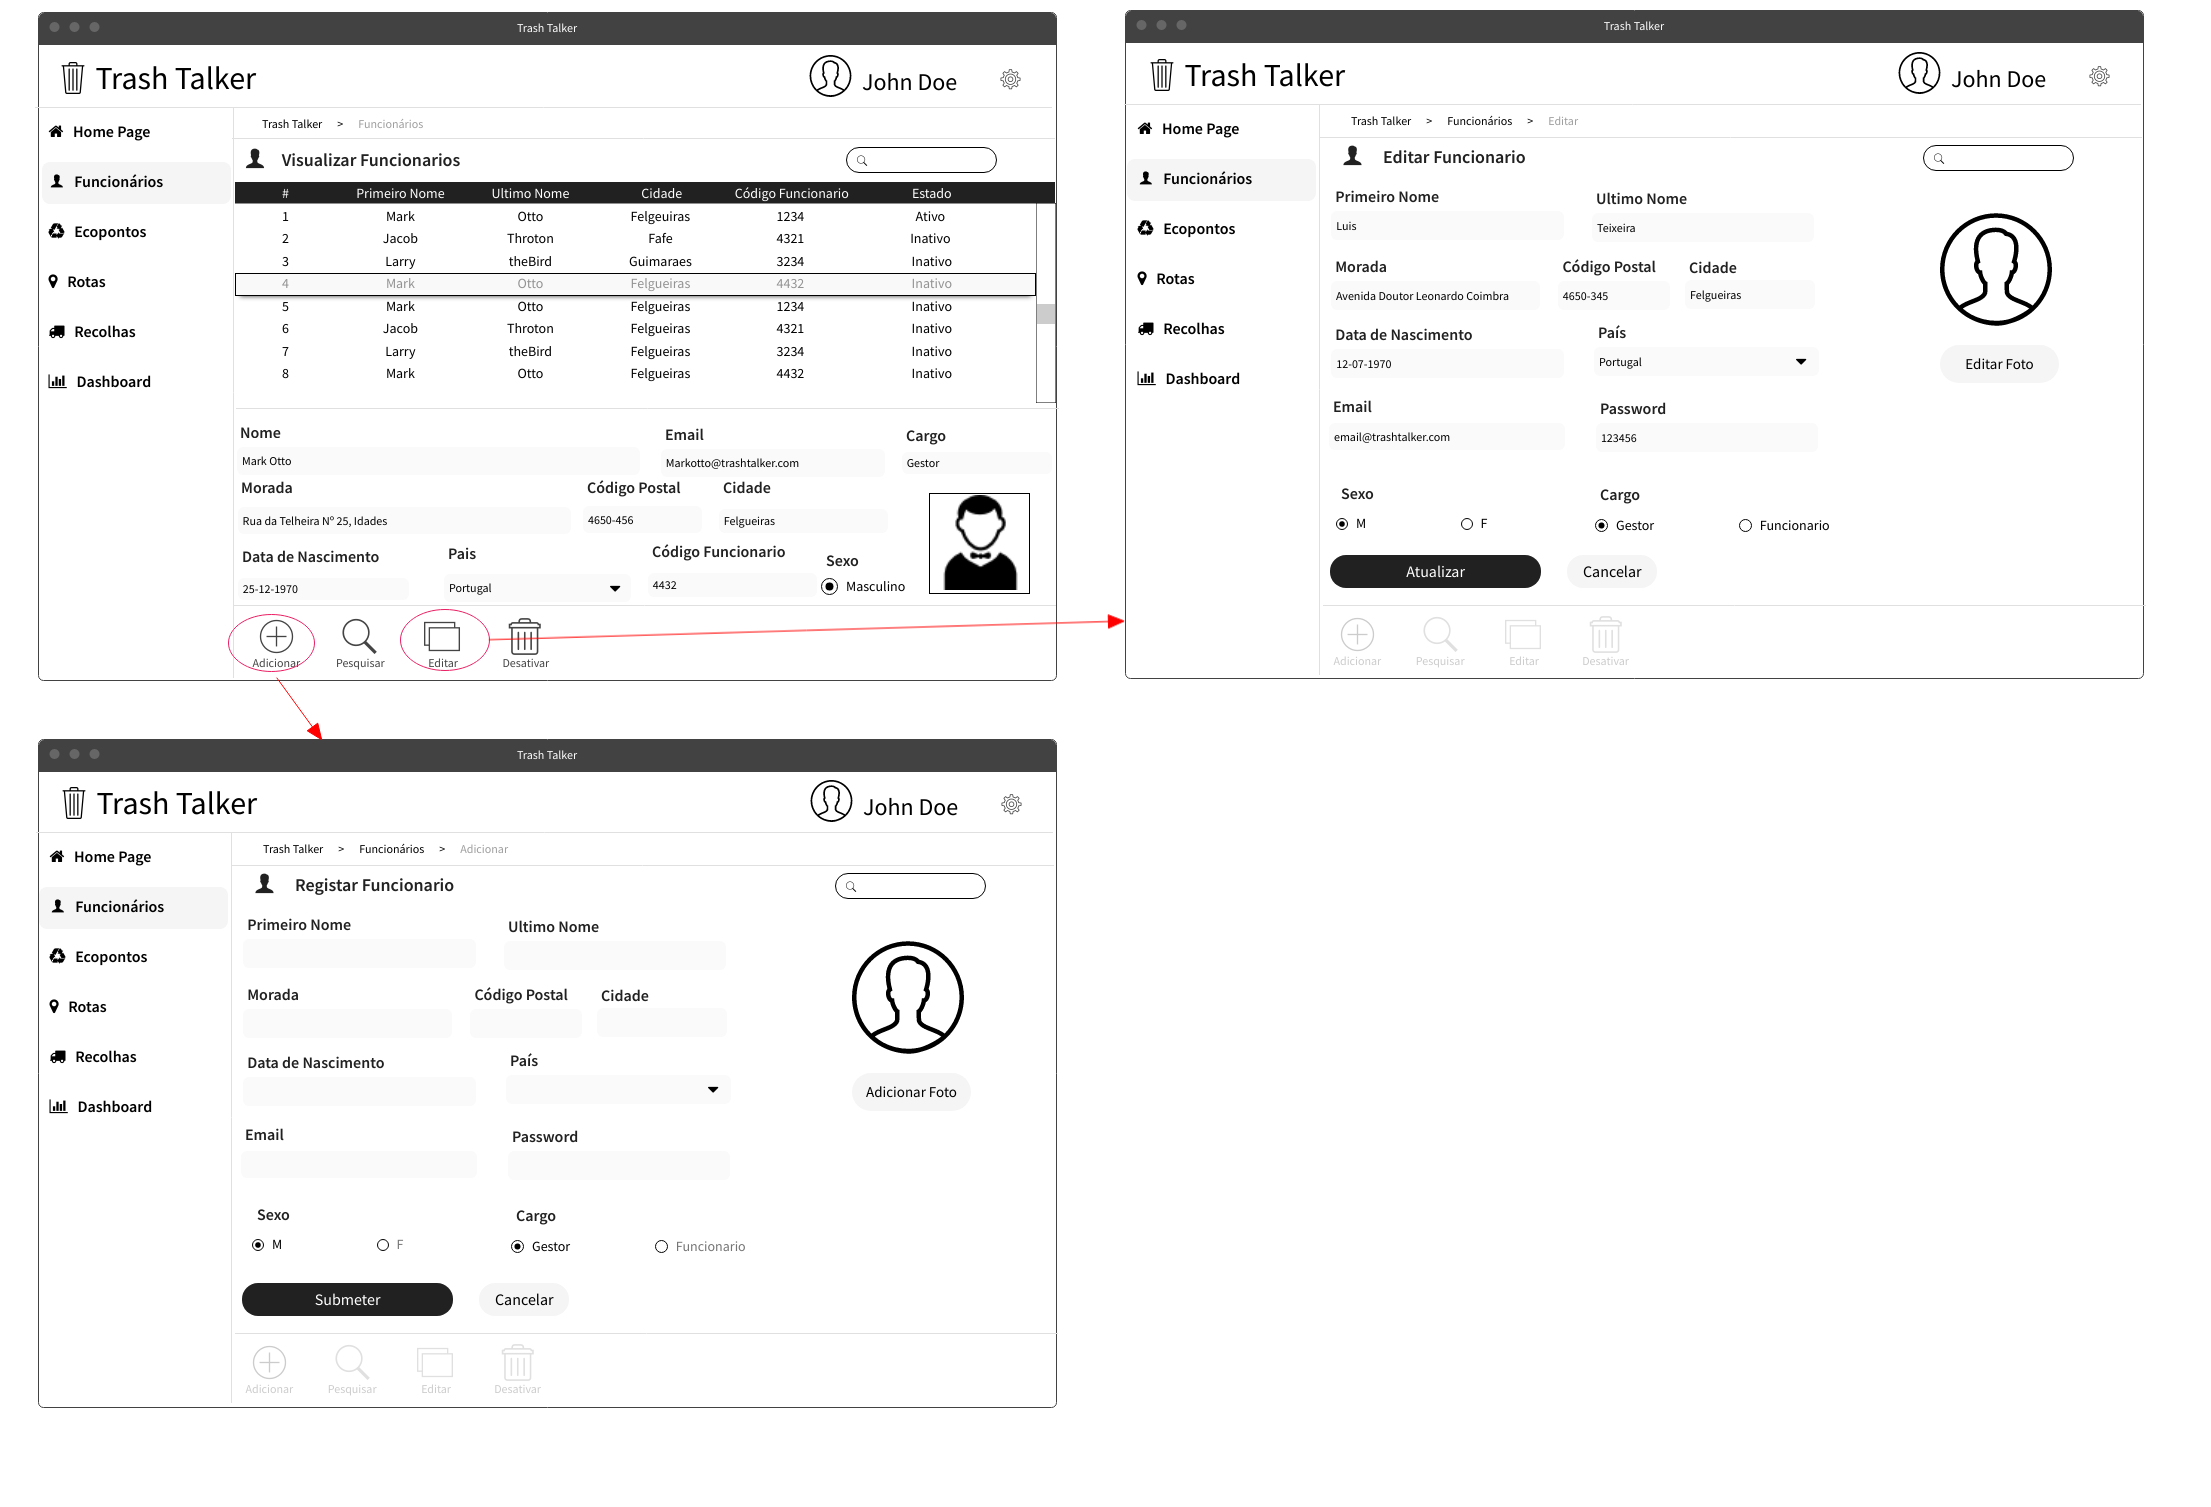 Trash Talker
Trash Talker
John Doe
Home Page
Funcionários
Ecopontos
Rotas
Recolhas
Dashboard
Trash Talker > Funcionários
Visualizar Funcionarios
# Primeiro Nome Ultimo Nome Cidade Código Funcionario Estado
1 Mark Otto Felgeuiras 1234 Ativo
2 Jacob Throton Fafe 4321 Inativo
3 Larry theBird Guimaraes 3234 Inativo
4 Mark Otto Felgueiras 4432 Inativo
5 Mark Otto Felgueiras 1234 Inativo
6 Jacob Throton Felgueiras 4321 Inativo
7 Larry theBird Felgueiras 3234 Inativo
8 Mark Otto Felgueiras 4432 Inativo
Nome Email Cargo
Mark Otto Markotto@trashtalker.com Gestor
Morada Código Postal Cidade
Rua da Telheira Nº 25, Idades 4650-456 Felgueiras
Data de Nascimento Pais Código Funcionario Sexo
25-12-1970 Portugal 4432 Masculino
Adicionar Pesquisar Editar Desativar
Trash Talker
Trash Talker
John Doe
Home Page
Funcionários
Ecopontos
Rotas
Recolhas
Dashboard
Trash Talker > Funcionários > Editar
Editar Funcionario
Primeiro Nome Ultimo Nome
Luis Teixeira
Morada Código Postal Cidade
Avenida Doutor Leonardo Coimbra 4650-345 Felgueiras
Data de Nascimento País
12-07-1970 Portugal
Editar Foto
Email Password
email@trashtalker.com 123456
Sexo Cargo
M F Gestor Funcionario
Atualizar Cancelar
Adicionar Pesquisar Editar Desativar
Trash Talker
Trash Talker
John Doe
Home Page
Funcionários
Ecopontos
Rotas
Recolhas
Dashboard
Trash Talker > Funcionários > Adicionar
Registar Funcionario
Primeiro Nome Ultimo Nome
Morada Código Postal Cidade
Data de Nascimento País
Adicionar Foto
Email Password
Sexo Cargo
M F Gestor Funcionario
Submeter Cancelar
Adicionar Pesquisar Editar Desativar